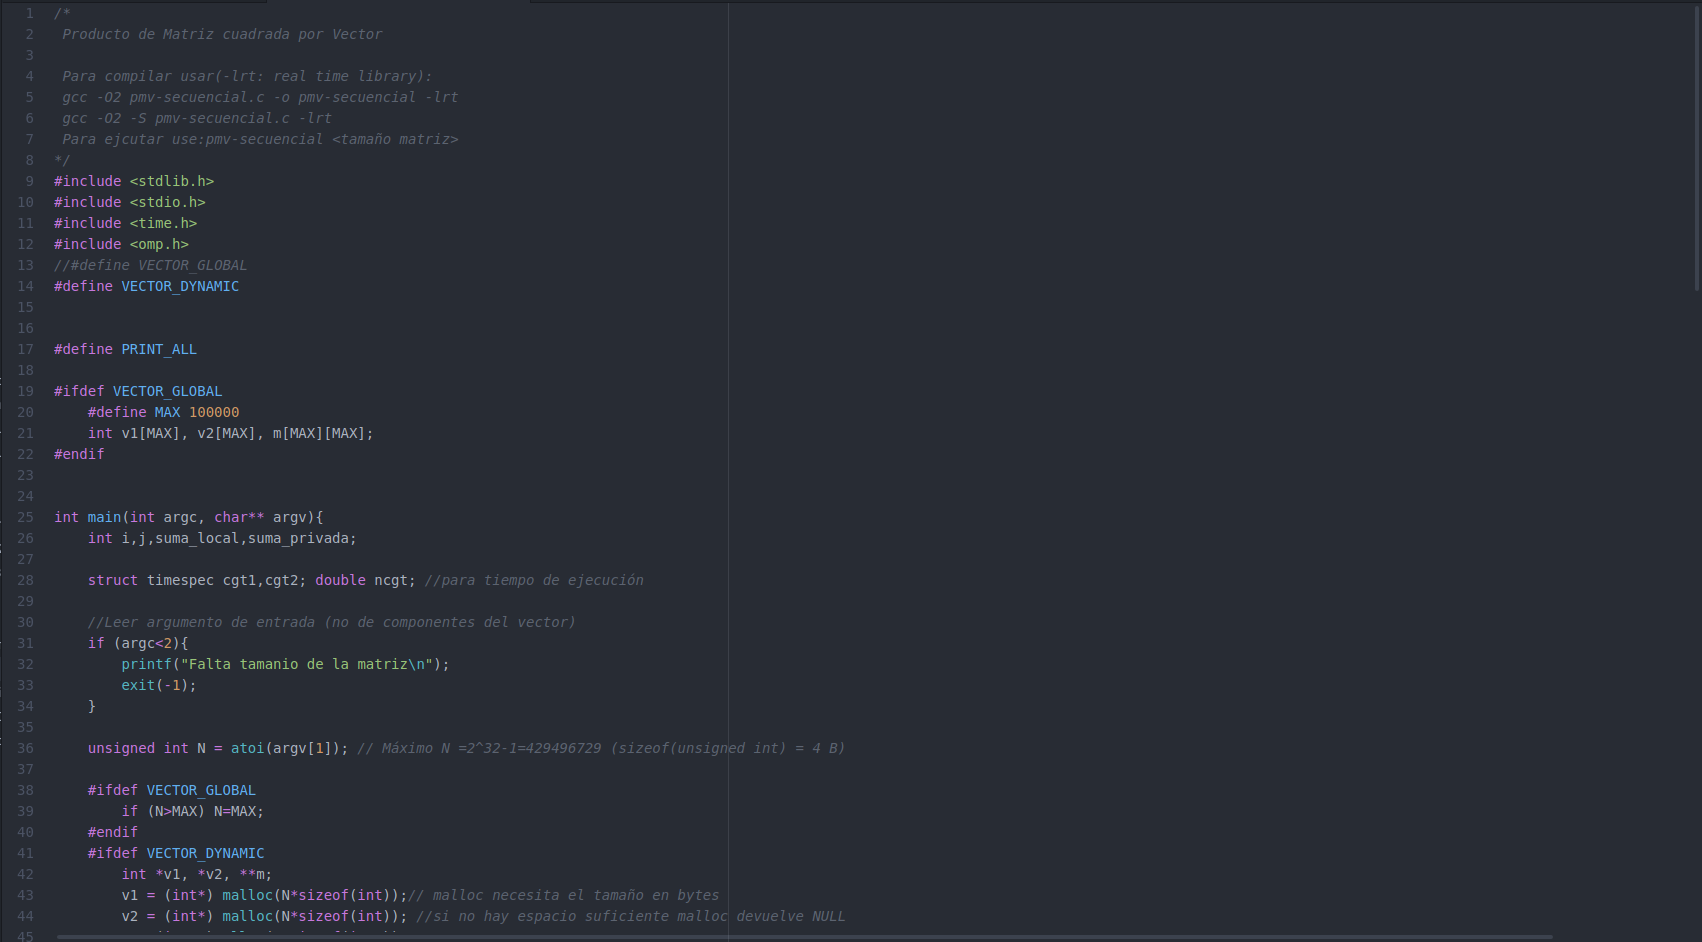 1 /*
2 Producto de Matriz cuadrada por Vector
3
4 Para compilar usar(-lrt: real time library):
5 gcc -O2 pmv-secuencial.c -o pmv-secuencial -lrt
6 gcc -O2 -S pmv-secuencial.c -lrt
7 Para ejcutar use:pmv-secuencial <tamaño matriz>
8 */
9 #include <stdlib.h>
10 #include <stdio.h>
11 #include <time.h>
12 #include <omp.h>
13 //#define VECTOR_GLOBAL
14 #define VECTOR_DYNAMIC
15
16
17 #define PRINT_ALL
18
19 #ifdef VECTOR_GLOBAL
20 #define MAX 100000
21 int v1[MAX], v2[MAX], m[MAX][MAX];
22 #endif
23
24
25 int main(int argc, char** argv){
26 int i,j,suma_local,suma_privada;
27
28 struct timespec cgt1,cgt2; double ncgt; //para tiempo de ejecución
29
30 //Leer argumento de entrada (no de componentes del vector)
31 if (argc<2){
32 printf("Falta tamanio de la matriz\n");
33 exit(-1);
34 }
35
36 unsigned int N = atoi(argv[1]); // Máximo N =2^32-1=429496729 (sizeof(unsigned int) = 4 B)
37
38 #ifdef VECTOR_GLOBAL
39 if (N>MAX) N=MAX;
40 #endif
41 #ifdef VECTOR_DYNAMIC
42 int *v1, *v2, **m;
43 v1 = (int*) malloc(N*sizeof(int));// malloc necesita el tamaño en bytes
44 v2 = (int*) malloc(N*sizeof(int)); //si no hay espacio suficiente malloc devuelve NULL
45